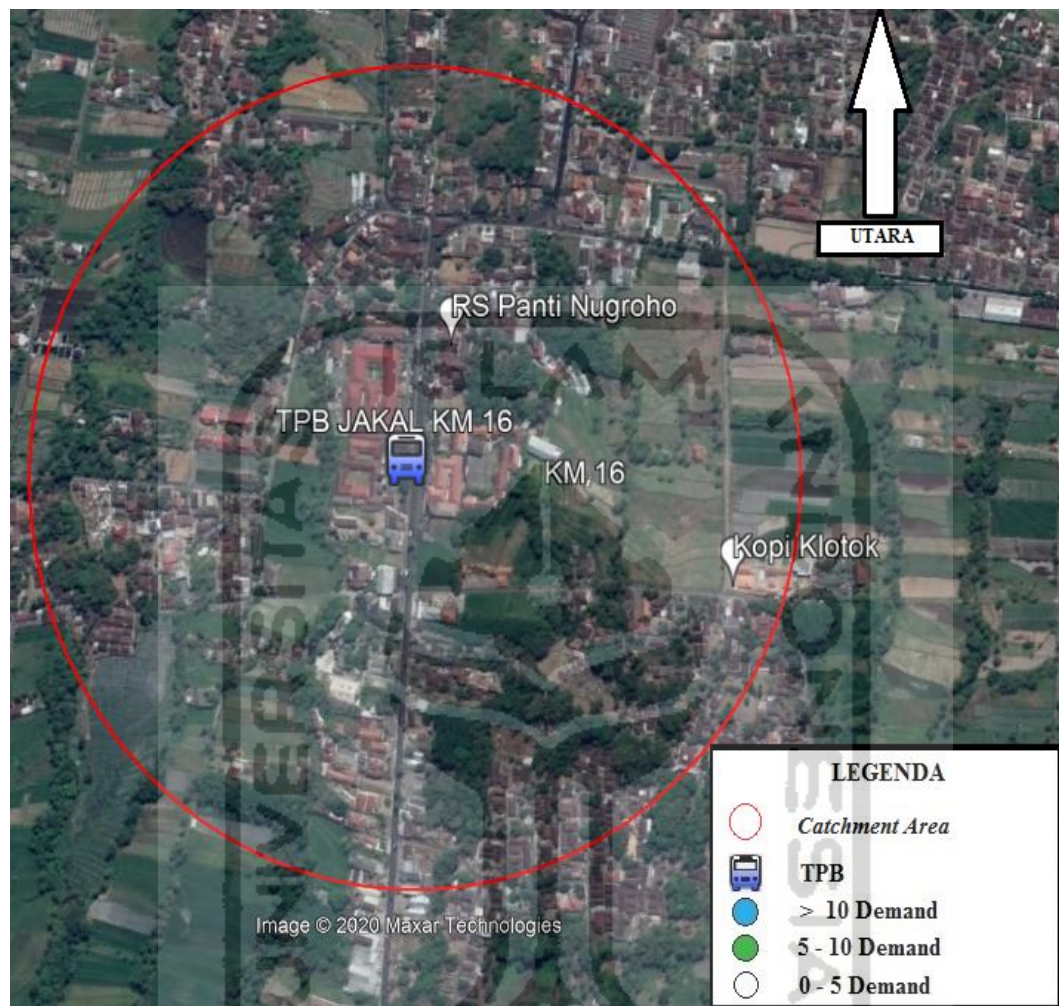 UTARA
RS Panti Nugroho
TPB JAKAL KM 16
KM,16
Kopi Klotok
LEGENDA
Catchment Area
TPB
> 10 Demand
5 - 10 Demand
0 - 5 Demand
Image © 2020 Maxar Technologies